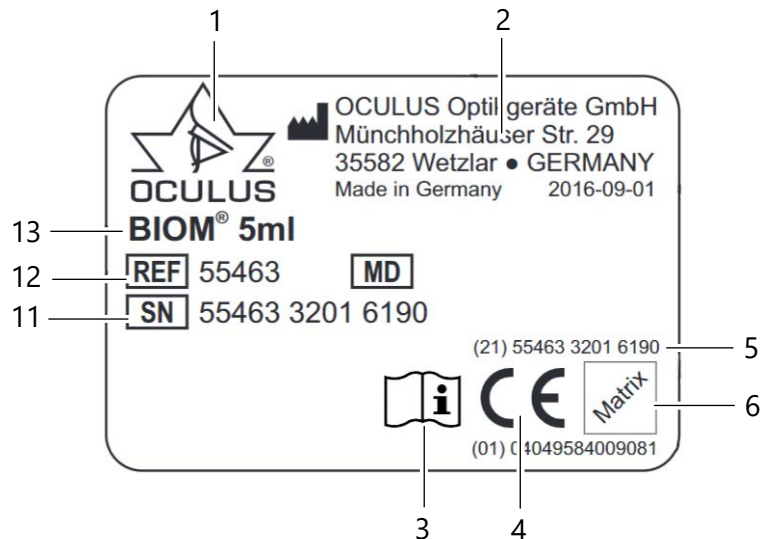 1
2
OCULUS Optikgeräte GmbH
Münchholzhäuser Str. 29
35582 Wetzlar ● GERMANY
Made in Germany 2016-09-01
®
OCULUS
13
BIOM® 5ml
12
REF 55463 MD
11
SN 55463 3201 6190
(21) 55463 3201 6190
5
i
CE
Matrix
6
(01) 04049584009081
3
4